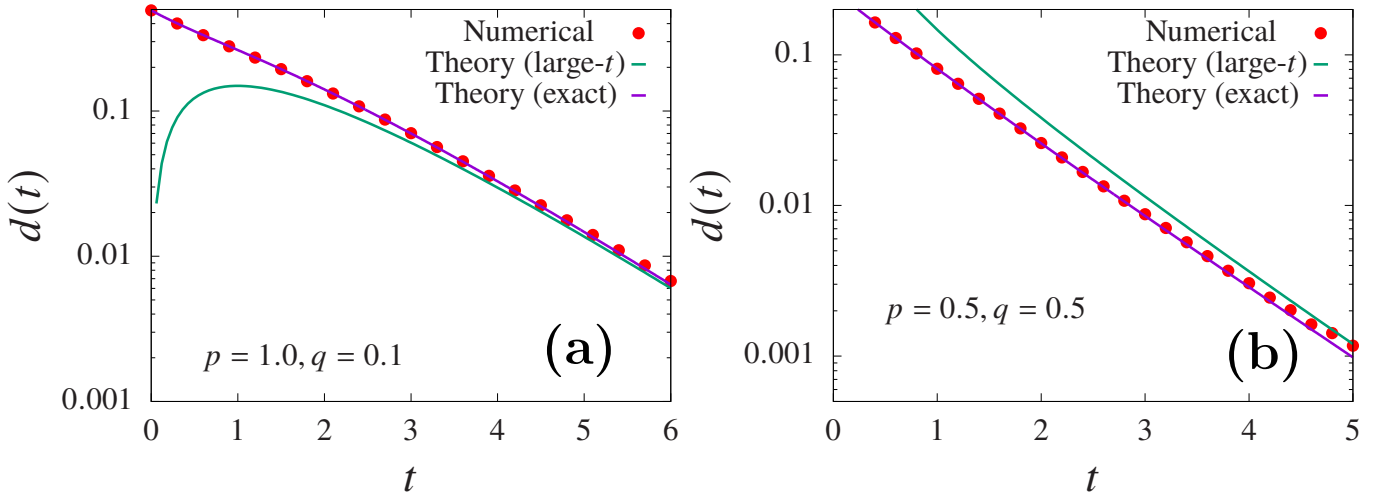 Numerical
Theory (large-t)
Theory (exact)
0.1
0.01
0.001
d(t)
p = 1.0, q = 0.1
(a)
0 1 2 3 4 5 6
t
Numerical
Theory (large-t)
Theory (exact)
0.1
0.01
0.001
d(t)
p = 0.5, q = 0.5
(b)
0 1 2 3 4 5
t